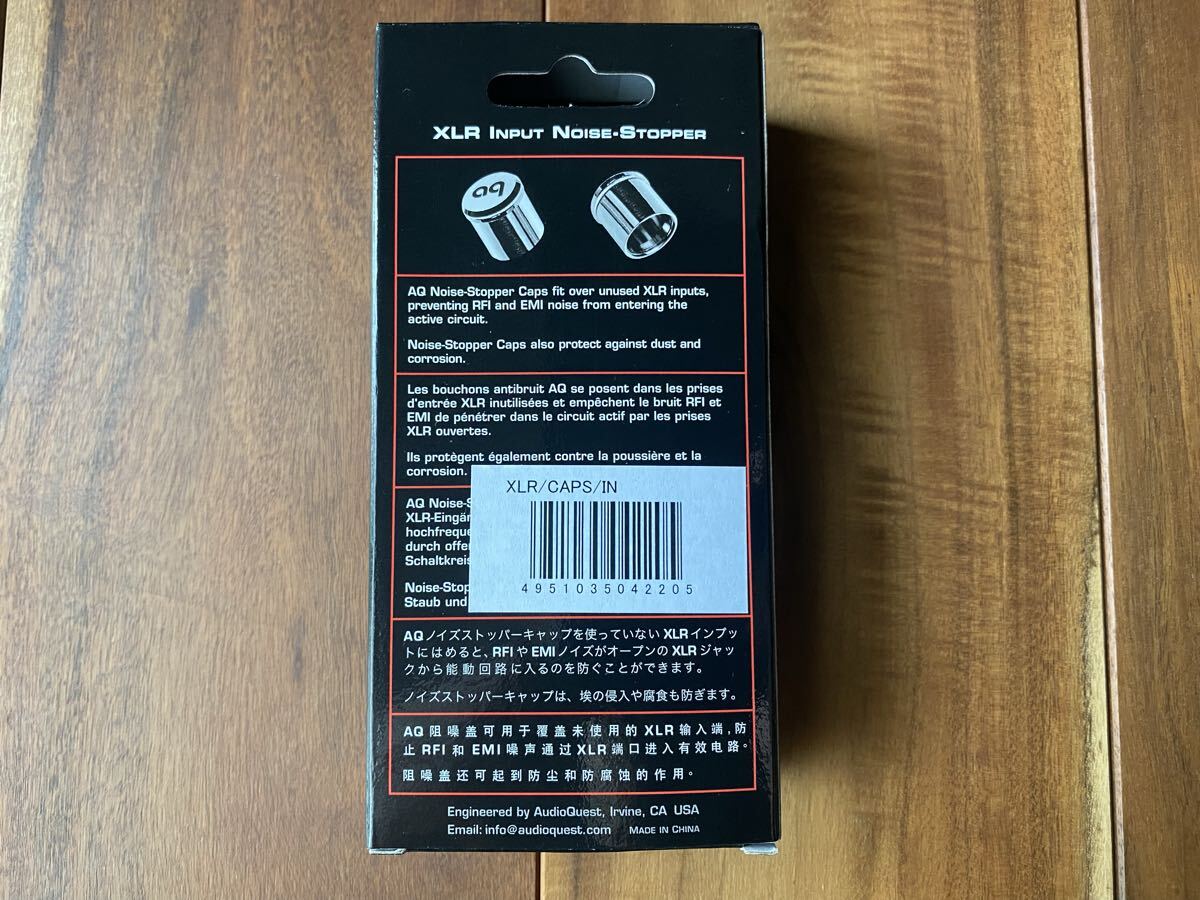 XLR INPUT NOISE-STOPPER
aq
AQ Noise-Stopper Caps fit over unused XLR inputs,
preventing RFI and EMI noise from entering the
active circuit.
Noise-Stopper Caps also protect against dust and
corrosion.
Les bouchons antibruit AQ se posent dans les prises
d'entrée XLR inutilisées et empêchent le bruit RFI et
EMI de pénétrer dans le circuit actif par les prises
XLR ouvertes.
Ils protègent également contre la poussière et la
corrosion.
XLR/CAPS/IN
4951035042205
AQ Noise-S
XLR-Eingän
hochfreque
durch offe
Schaltkreis
Noise-Stop
Staub und
AQノイズストッパーキャップを使っていないXLRインプッ
トにはめると、RFIやEMIノイズがオープンのXLRジャッ
クから能動回路に入るのを防ぐことができます。
ノイズストッパーキャップは、埃の侵入や腐食も防ぎます。
AQ阻噪盖可用于覆盖未使用的XLR输入端,防
止RFI和EMI噪声通过XLR端口进入有效电路。
阻噪盖还可起到防尘和防腐蚀的作用。
Engineered by AudioQuest, Irvine, CA USA
Email: info@audioquest.com MADE IN CHINA